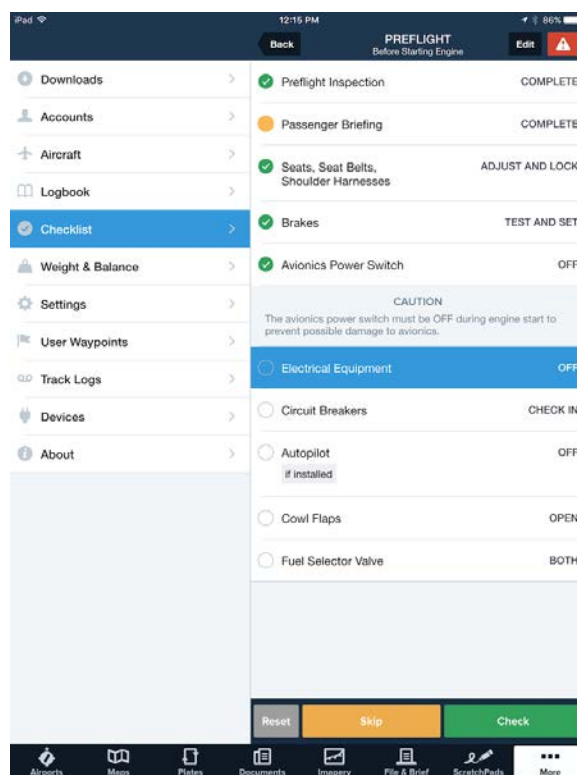 iPad
12:15 PM
86%
Back
PREFLIGHT
Before Starting Engine
Edit
Downloads
Accounts
Aircraft
Logbook
Checklist
Weight & Balance
Settings
User Waypoints
Track Logs
Devices
About
Preflight Inspection COMPLETE
Passenger Briefing COMPLETE
Seats, Seat Belts, ADJUST AND LOCK
Shoulder Harnesses
Brakes TEST AND SET
Avionics Power Switch OFF
CAUTION
The avionics power switch must be OFF during engine start to
prevent possible damage to avionics.
Electrical Equipment OFF
Circuit Breakers CHECK IN
Autopilot OFF
if installed
Cowl Flaps OPEN
Fuel Selector Valve BOTH
Reset Skip Check
Airports Maps Plates Documents Imagery File & Brief ScratchPads More